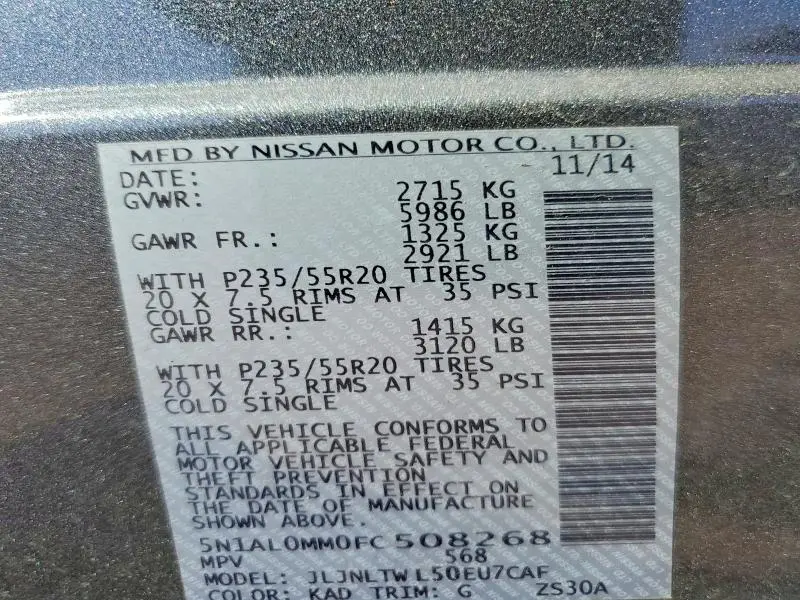 MFD BY NISSAN MOTOR CO., LTD.
DATE: 11/14
GVWR: 2715 KG
5986 LB
GAWR FR.: 1325 KG
2921 LB
WITH P235/55R20 TIRES
20 X 7.5 RIMS AT 35 PSI
COLD SINGLE
GAWR RR.: 1415 KG
3120 LB
WITH P235/55R20 TIRES
20 X 7.5 RIMS AT 35 PSI
COLD SINGLE
THIS VEHICLE CONFORMS TO
ALL APPLICABLE FEDERAL
MOTOR VEHICLE SAFETY AND
THEFT PREVENTION
STANDARDS IN EFFECT ON
THE DATE OF MANUFACTURE
SHOWN ABOVE.
5N1AL0MM0FC508268
MPV 568
MODEL: JLJNLTWL50EU7CAF
COLOR: KAD TRIM: G ZS30A